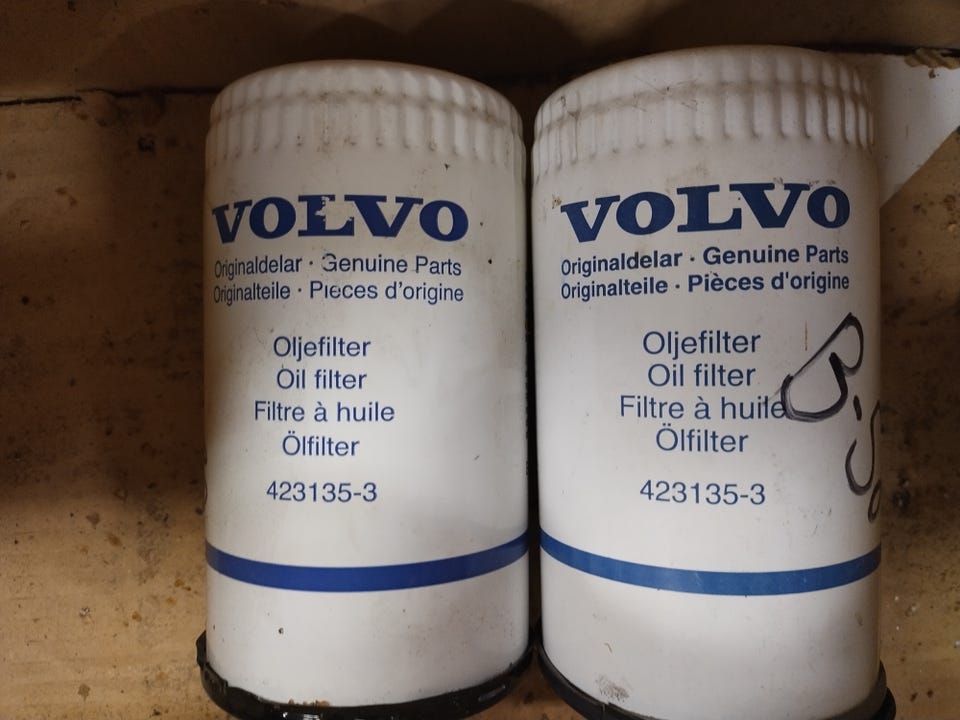 VOLVO
Originaldelar · Genuine Parts
Originalteile · Pièces d'origine
Oljefilter
Oil filter
Filtre à huile
Ölfilter
423135-3
VOLVO
Originaldelar · Genuine Parts
Originalteile · Pièces d'origine
Oljefilter
Oil filter
Filtre à huile
Ölfilter
423135-3